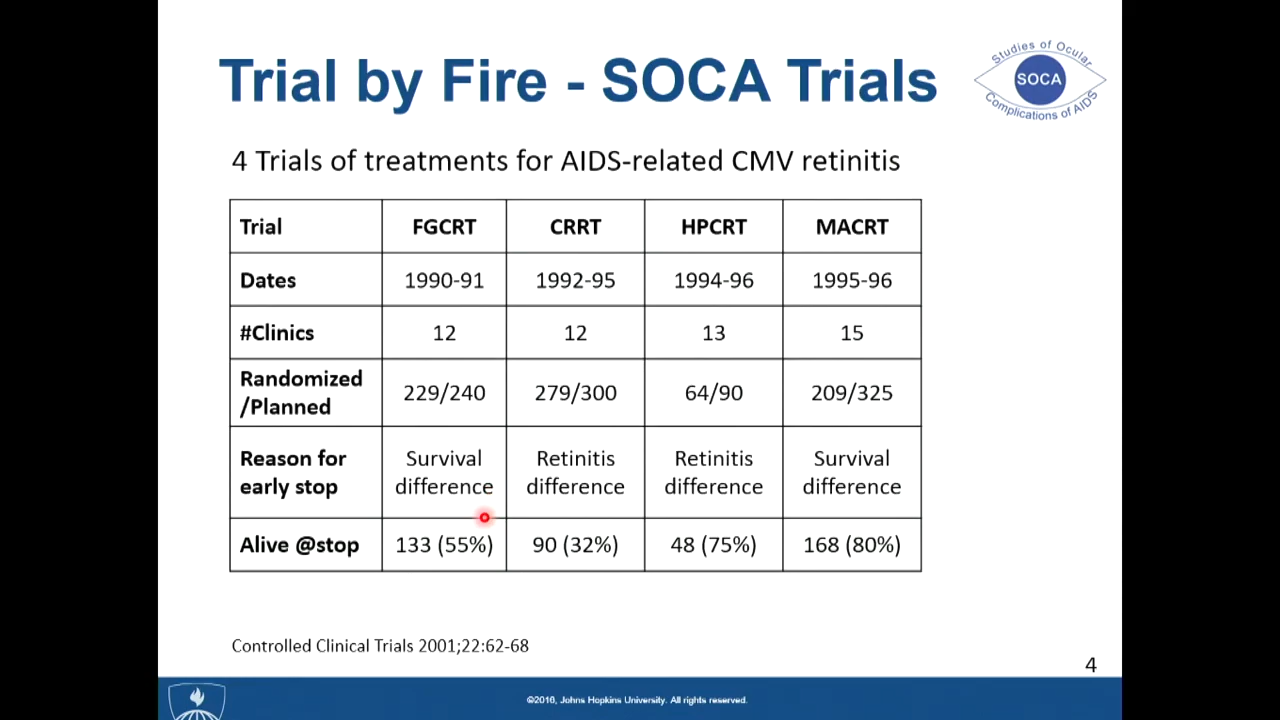 Trial by Fire - SOCA Trials
Studies of Ocular
SOCA
Complications of AIDS
4 Trials of treatments for AIDS-related CMV retinitis
Trial FGCRT CRRT HPCRT MACRT
Dates 1990-91 1992-95 1994-96 1995-96
#Clinics 12 12 13 15
Randomized
/Planned 229/240 279/300 64/90 209/325
Reason for Survival Retinitis Retinitis Survival
early stop difference difference difference difference
Alive @stop 133 (55%) 90 (32%) 48 (75%) 168 (80%)
Controlled Clinical Trials 2001;22:62-68
4
©2016, Johns Hopkins University. All rights reserved.